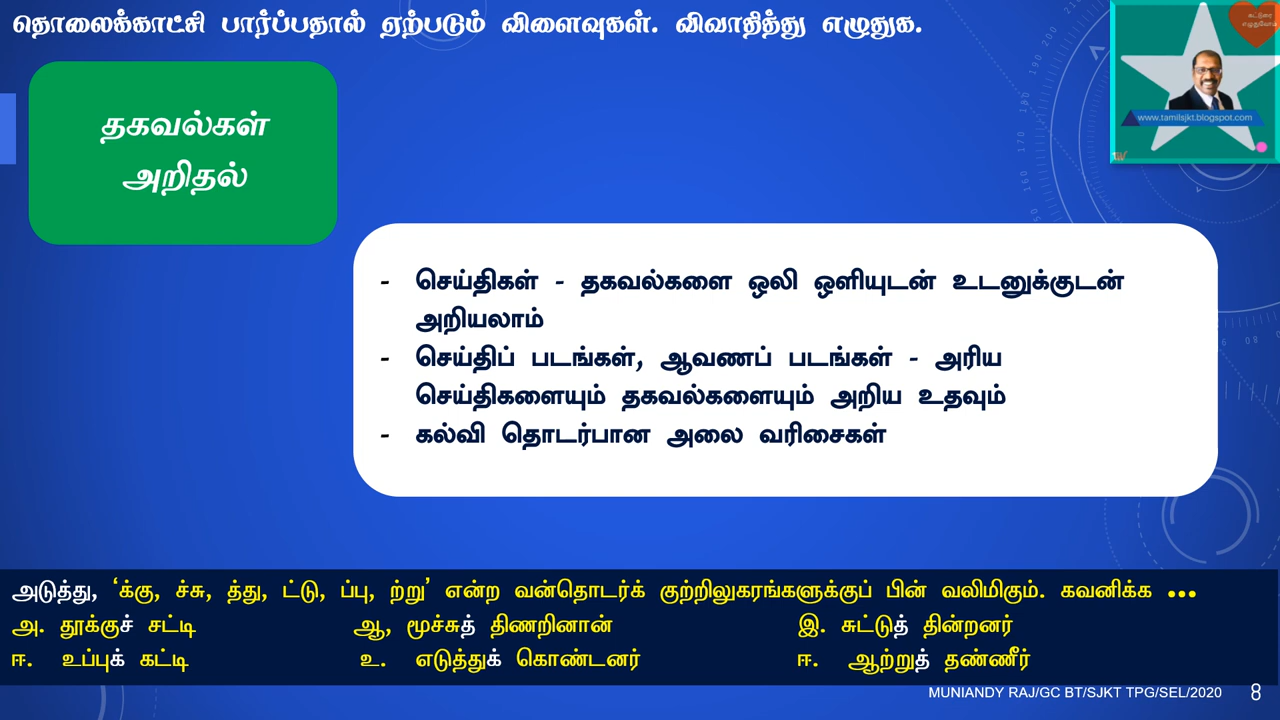 தொலைக்காட்சி பார்ப்பதால் ஏற்படும் விளைவுகள். விவாதித்து எழுதுக.
கட்டுரை
எழுதுவோம்
www.tamilsjkt.blogspot.com
தகவல்கள்
அறிதல்
- செய்திகள் - தகவல்களை ஒலி ஒளியுடன் உடனுக்குடன்
அறியலாம்
- செய்திப் படங்கள், ஆவணப் படங்கள் - அரிய
செய்திகளையும் தகவல்களையும் அறிய உதவும்
- கல்வி தொடர்பான அலை வரிசைகள்
அடுத்து, ‘க்கு, ச்சு, த்து, ட்டு, ப்பு, ற்று’ என்ற வன்தொடர்க் குற்றிலுகரங்களுக்குப் பின் வலிமிகும். கவனிக்க ...
அ. தூக்குச் சட்டி ஆ, மூச்சுத் திணறினான் இ. சுட்டுத் தின்றனர்
ஈ. உப்புக் கட்டி உ. எடுத்துக் கொண்டனர் ஈ. ஆற்றுத் தண்ணீர்
MUNIANDY RAJ/GC BT/SJKT TPG/SEL/2020 8